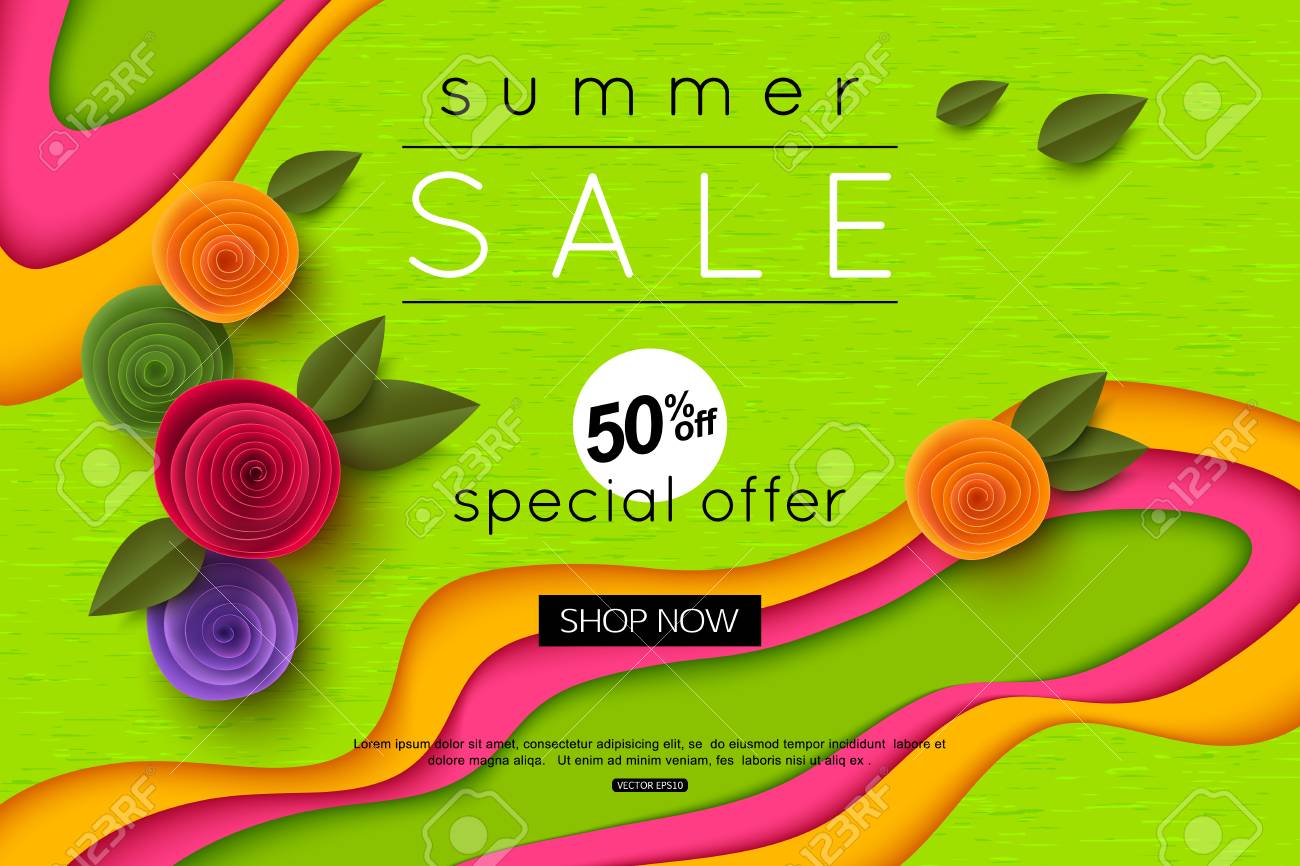 summer
SALE
50% off
special offer
SHOP NOW
Lorem ipsum dolor sit amet, consectetur adipisicing elit, se  do eiusmod tempor incididunt  labore et
dolore magna aliqa.   Ut enim ad minim veniam, fes  laboris nisi ut aliq ex .
VECTOR EPS10
123RF